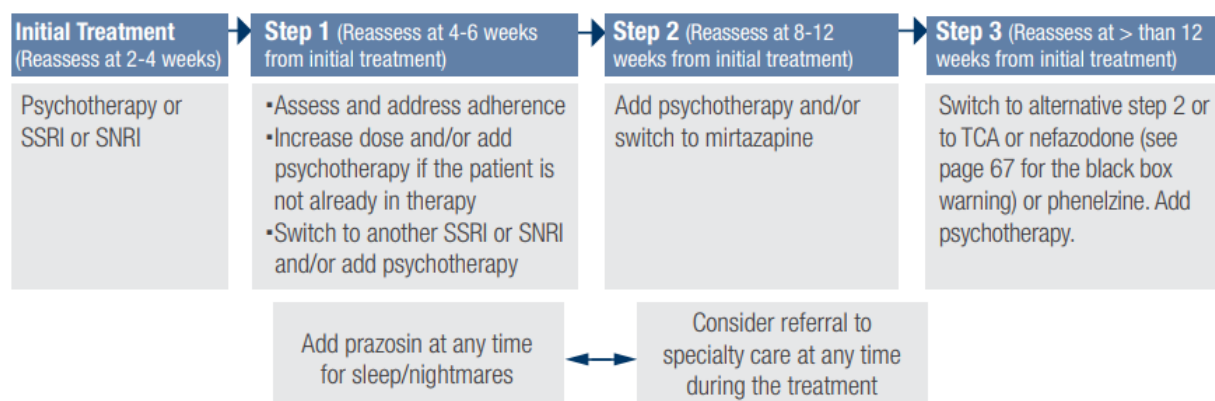 Initial Treatment
(Reassess at 2-4 weeks)
Psychotherapy or
SSRI or SNRI
Step 1 (Reassess at 4-6 weeks
from initial treatment)
▪Assess and address adherence
▪Increase dose and/or add
psychotherapy if the patient is
not already in therapy
▪Switch to another SSRI or SNRI
and/or add psychotherapy
Step 2 (Reassess at 8-12
weeks from initial treatment)
Add psychotherapy and/or
switch to mirtazapine
Step 3 (Reassess at > than 12
weeks from initial treatment)
Switch to alternative step 2 or
to TCA or nefazodone (see
page 67 for the black box
warning) or phenelzine. Add
psychotherapy.
Add prazosin at any time
for sleep/nightmares
Consider referral to
specialty care at any time
during the treatment